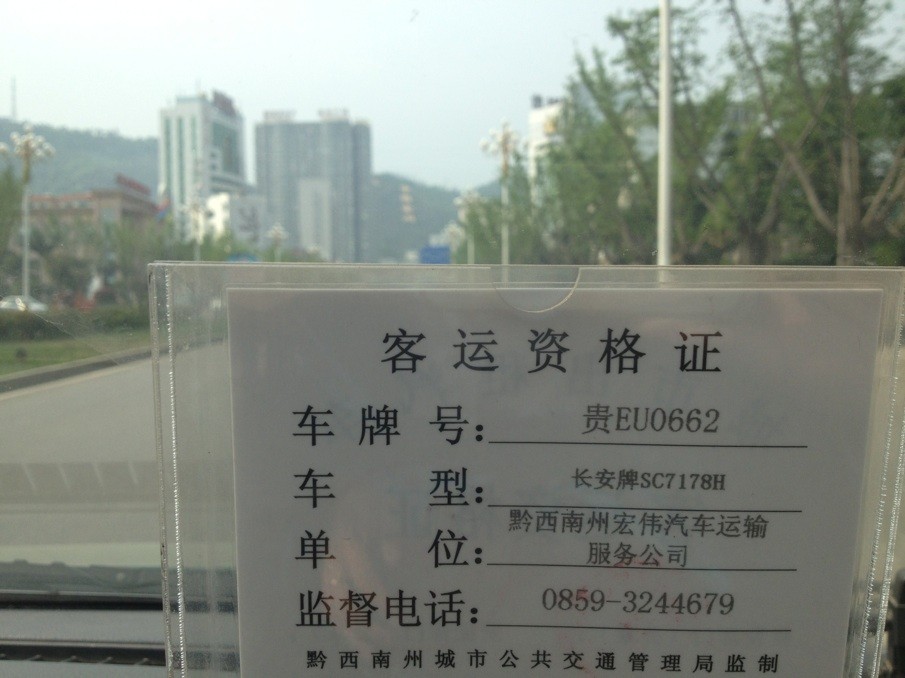 客运资格证
车牌号：贵EU0662
车型：长安牌SC7178H
单位：黔西南州宏伟汽车运输
服务公司
监督电话：0859-3244679
黔西南州城市公共交通管理局监制